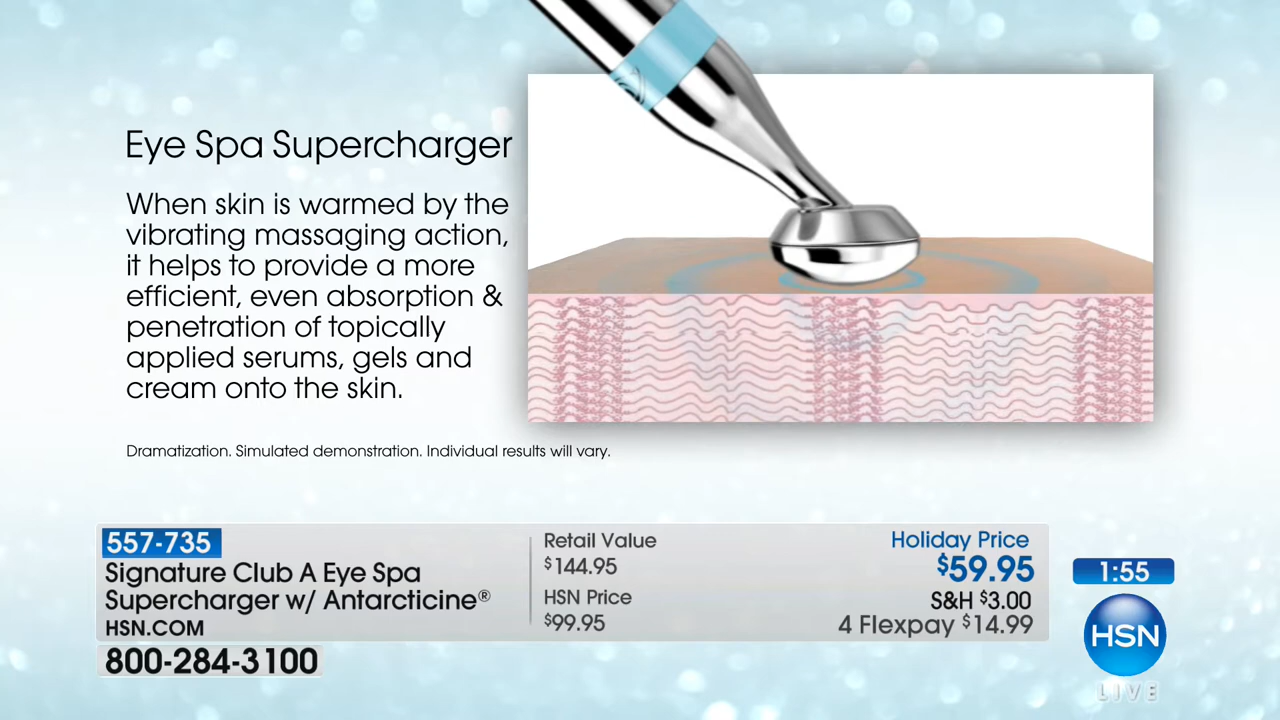 Eye Spa Supercharger
When skin is warmed by the
vibrating massaging action,
it helps to provide a more
efficient, even absorption &
penetration of topically
applied serums, gels and
cream onto the skin.
Dramatization. Simulated demonstration. Individual results will vary.
557-735
Signature Club A Eye Spa
Supercharger w/ Antarcticine®
HSN.COM
800-284-3100
Retail Value
$144.95
HSN Price
$99.95
Holiday Price
$59.95
S&H $3.00
4 Flexpay $14.99
1:55
HSN
LIVE